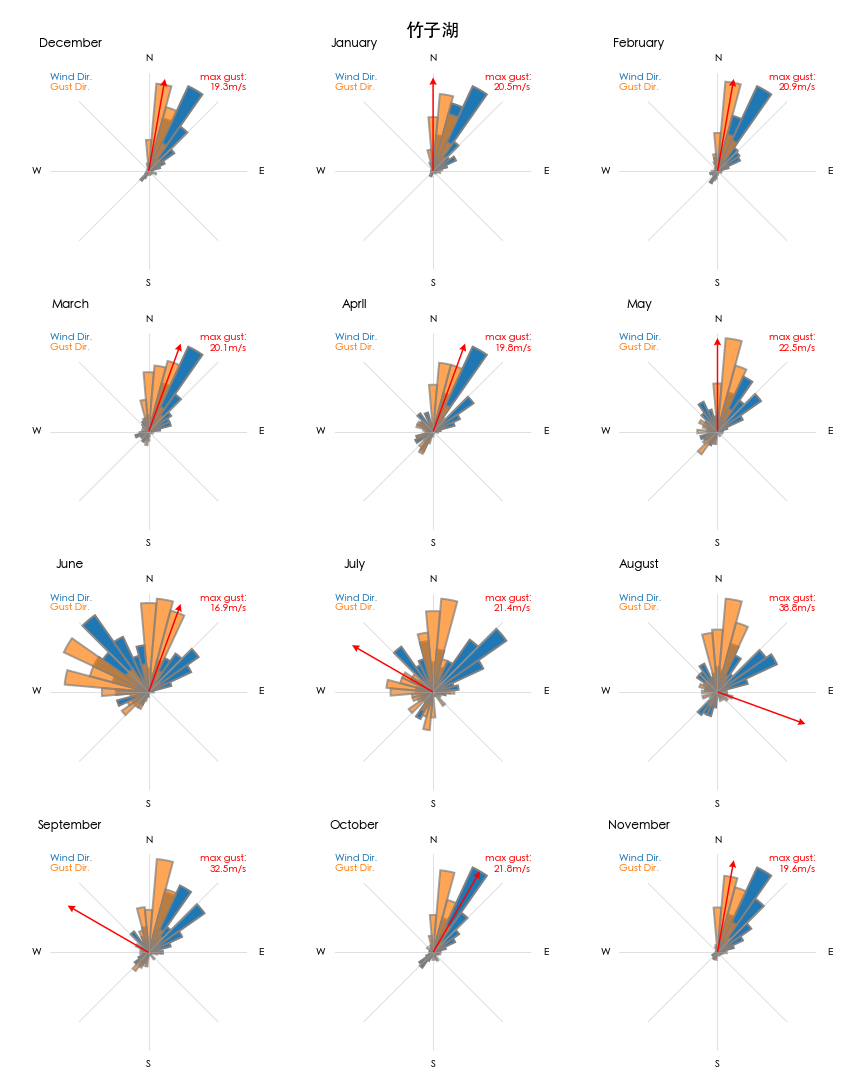 竹子湖
December
N
Wind Dir.
Gust Dir.
max gust:
19.3m/s
W
E
S
January
N
Wind Dir.
Gust Dir.
max gust:
20.5m/s
W
E
S
February
N
Wind Dir.
Gust Dir.
max gust:
20.9m/s
W
E
S
March
N
Wind Dir.
Gust Dir.
max gust:
20.1m/s
W
E
S
April
N
Wind Dir.
Gust Dir.
max gust:
19.8m/s
W
E
S
May
N
Wind Dir.
Gust Dir.
max gust:
22.5m/s
W
E
S
June
N
Wind Dir.
Gust Dir.
max gust:
16.9m/s
W
E
S
July
N
Wind Dir.
Gust Dir.
max gust:
21.4m/s
W
E
S
August
N
Wind Dir.
Gust Dir.
max gust:
38.8m/s
W
E
S
September
N
Wind Dir.
Gust Dir.
max gust:
32.5m/s
W
E
S
October
N
Wind Dir.
Gust Dir.
max gust:
21.8m/s
W
E
S
November
N
Wind Dir.
Gust Dir.
max gust:
19.6m/s
W
E
S